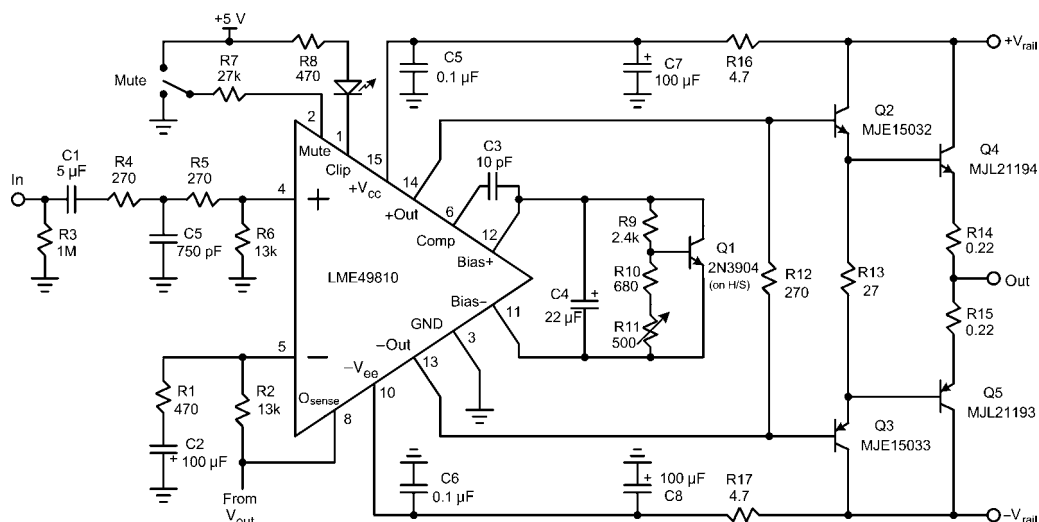 +5 V
R7
27k
R8
470
Mute
C5
0.1 µF
C7
+
100 µF
R16
4.7
+Vrail
2
1
Mute
Clip
15
+Vcc
14
+Out
C3
10 pF
6
Comp
12
Bias+
Q2
MJE15032
Q4
MJL21194
In
C1
5 µF
R4
270
R5
270
4
+
R3
1M
C5
750 pF
R6
13k
LME49810
R9
2.4k
R10
680
R11
500
Q1
2N3904
(on H/S)
C4
+
22 µF
R12
270
R13
27
R14
0.22
Out
R15
0.22
Bias−
11
GND
3
−Out
13
−Vee
10
5
−
Osense
8
R1
470
R2
13k
C2
+
100 µF
From
Vout
C6
0.1 µF
100 µF
+
C8
R17
4.7
Q3
MJE15033
Q5
MJL21193
−Vrail